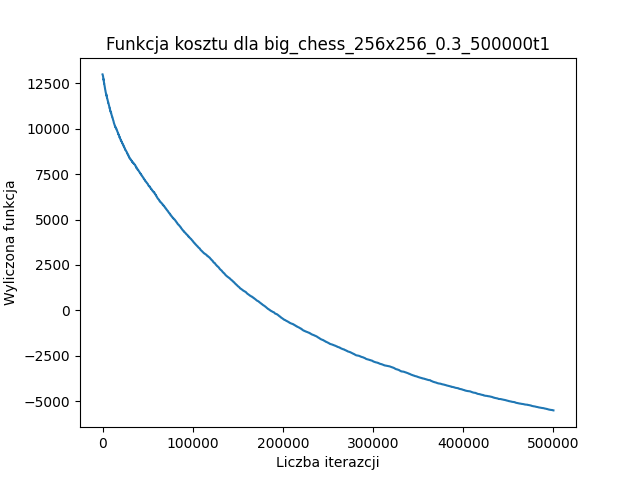 Funkcja kosztu dla big_chess_256x256_0.3_500000t1
Wyliczona funkcja
12500
10000
7500
5000
2500
0
−2500
−5000
0 100000 200000 300000 400000 500000
Liczba iterazcji